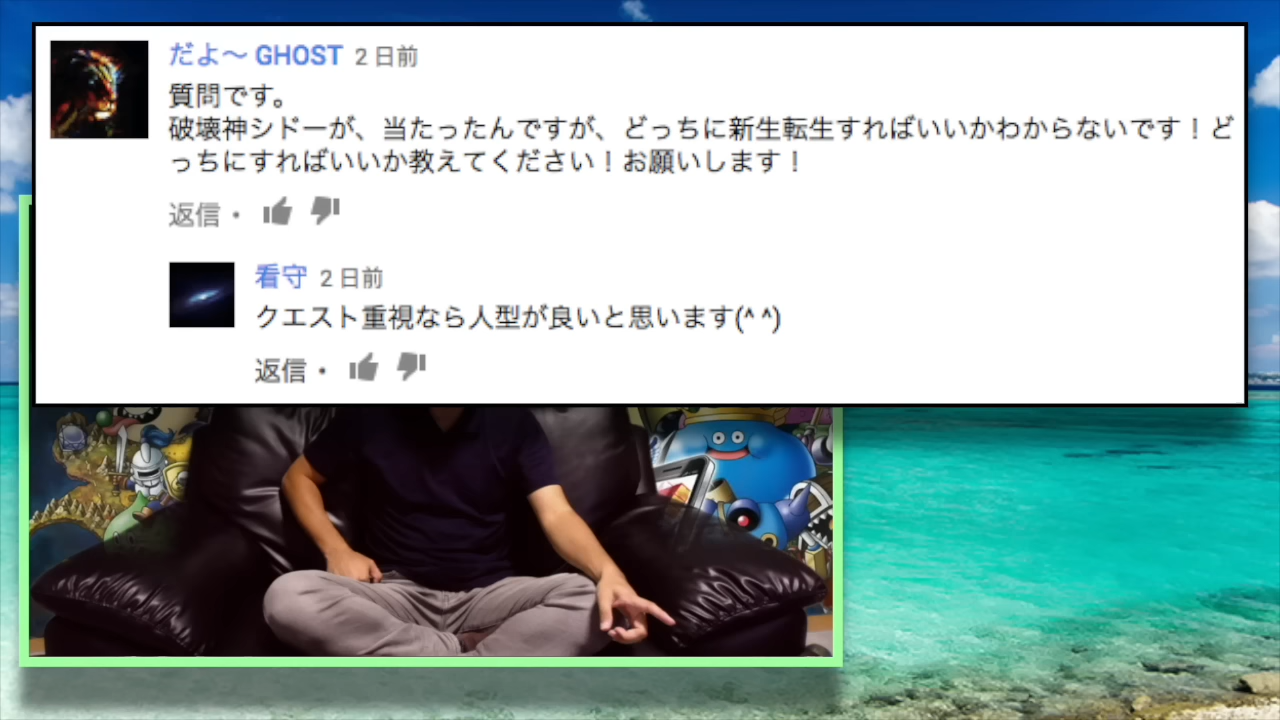 だよ～ GHOST 2 日前
質問です。
破壊神シドーが、当たったんですが、どっちに新生転生すればいいかわからないです！ど
っちにすればいいか教えてください！お願いします！
返信・
看守 2 日前
クエスト重視なら人型が良いと思います(^ ^)
返信・